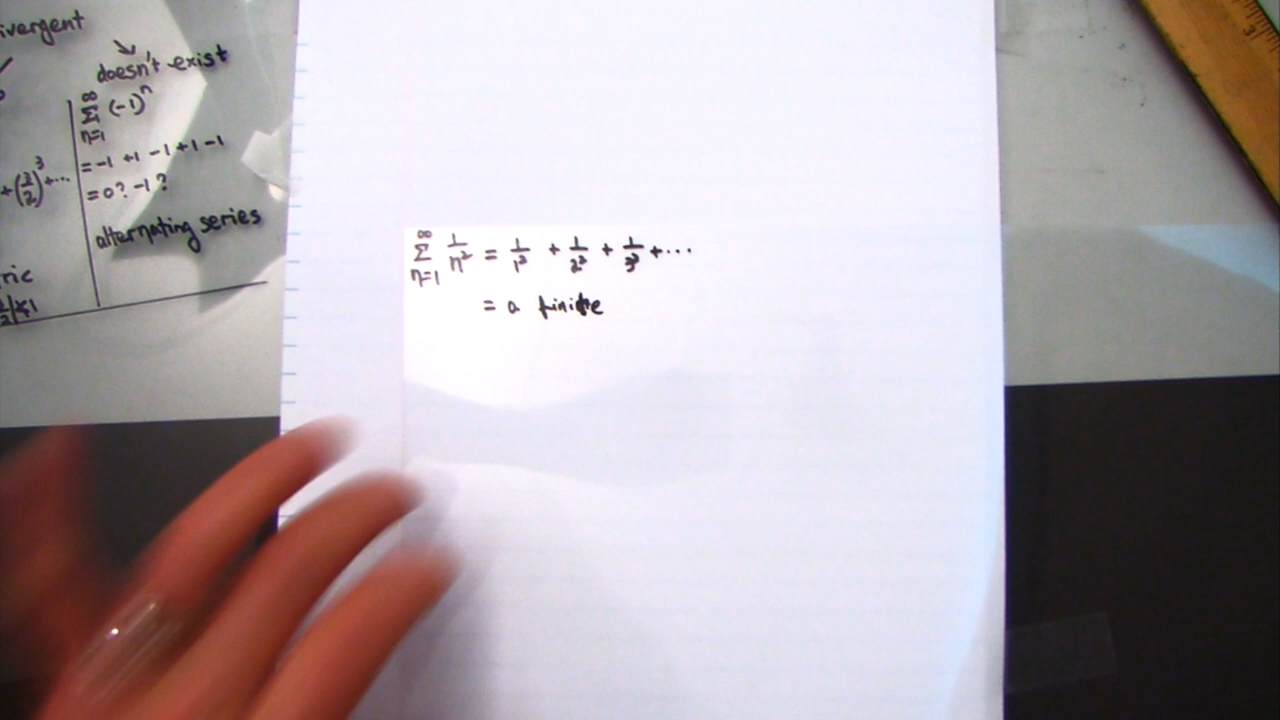 ivergent
doesn't exist
∞
Σ (-1)^n
n=1
= -1 +1 -1 +1 -1
= 0? -1?
alternating series
+ (3/2)^3 + ...
ric
∞
Σ 1/n² = 1/1² + 1/2² + 1/3² + ...
n=1
= a finite
3